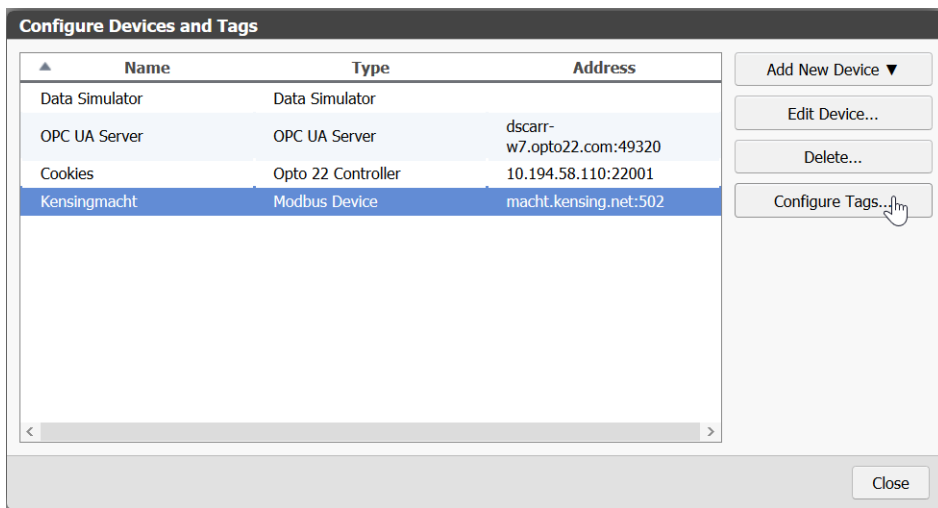 Configure Devices and Tags
Name Type Address
Data Simulator Data Simulator
OPC UA Server OPC UA Server dscarr-
w7.opto22.com:49320
Cookies Opto 22 Controller 10.194.58.110:22001
Kensingmacht Modbus Device macht.kensing.net:502
Add New Device ▼
Edit Device...
Delete...
Configure Tags...
Close